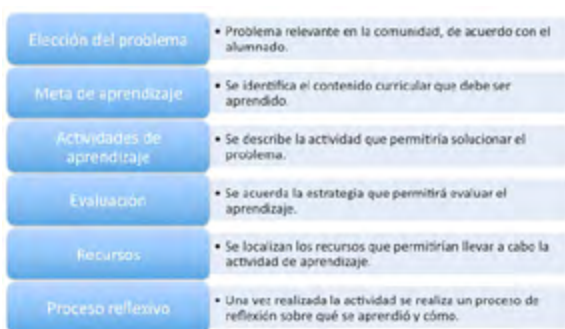 Elección del problema
• Problema relevante en la comunidad, de acuerdo con el
alumnado.
Meta de aprendizaje
• Se identifica el contenido curricular que debe ser
aprendido.
Actividades de
aprendizaje
• Se describe la actividad que permitiría solucionar el
problema.
Evaluación
• Se acuerda la estrategia que permitirá evaluar el
aprendizaje.
Recursos
• Se localizan los recursos que permitirían llevar a cabo la
actividad de aprendizaje.
Proceso reflexivo
• Una vez realizada la actividad se realiza un proceso de
reflexión sobre qué se aprendió y cómo.